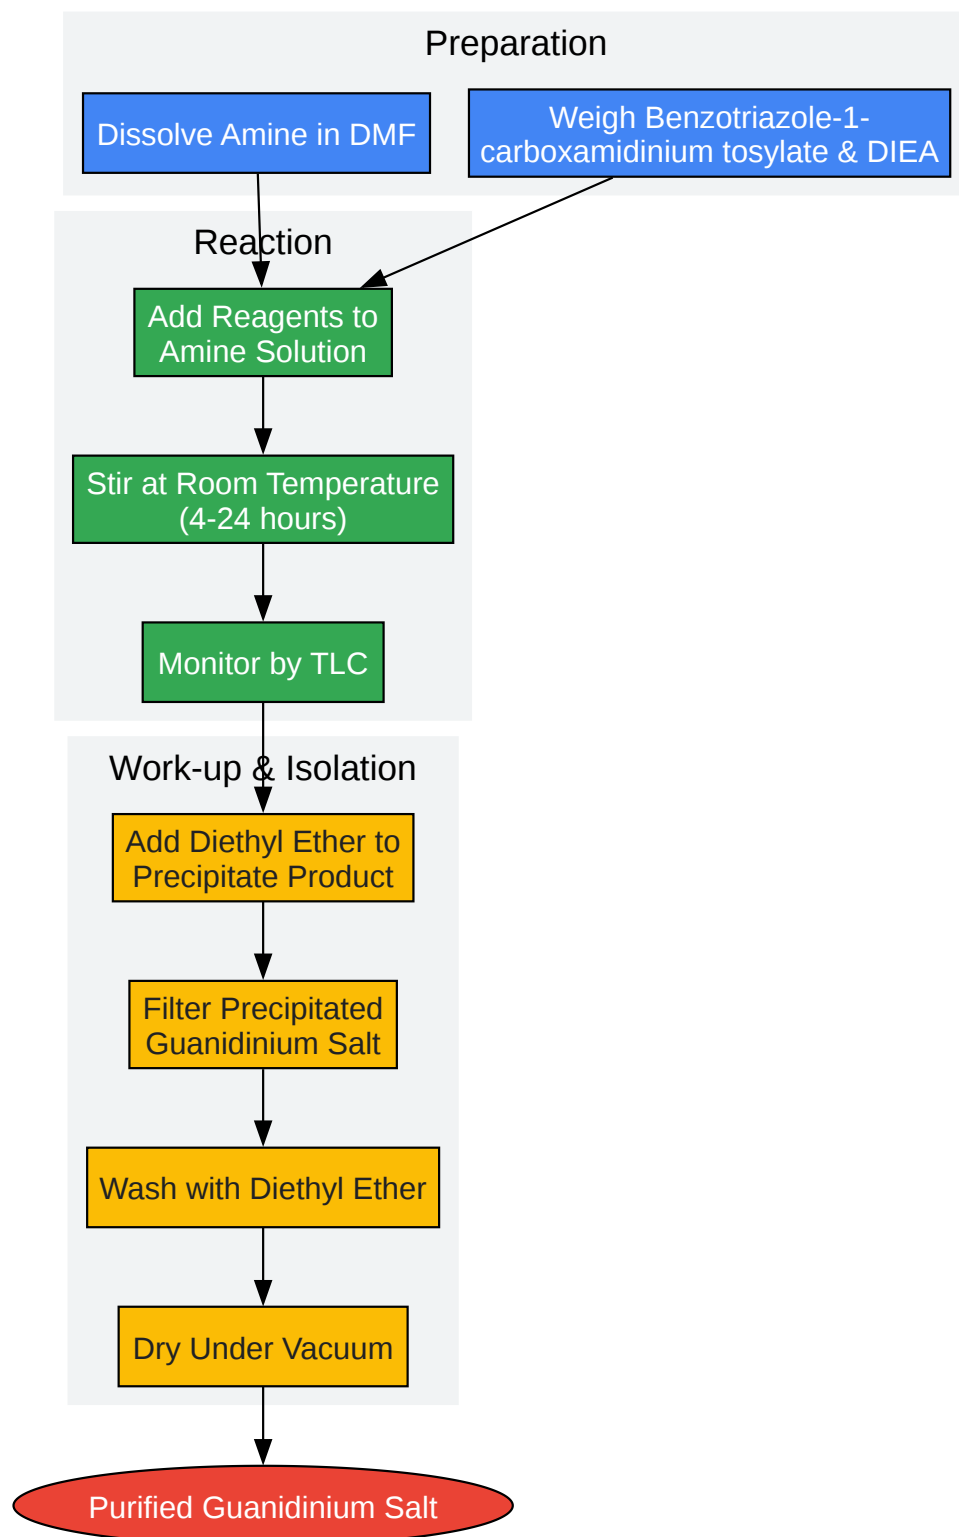 Preparation
Dissolve Amine in DMF
Weigh Benzotriazole-1-
carboxamidinium tosylate & DIEA
Reaction
Add Reagents to
Amine Solution
Stir at Room Temperature
(4-24 hours)
Monitor by TLC
Work-up & Isolation
Add Diethyl Ether to
Precipitate Product
Filter Precipitated
Guanidinium Salt
Wash with Diethyl Ether
Dry Under Vacuum
Purified Guanidinium Salt